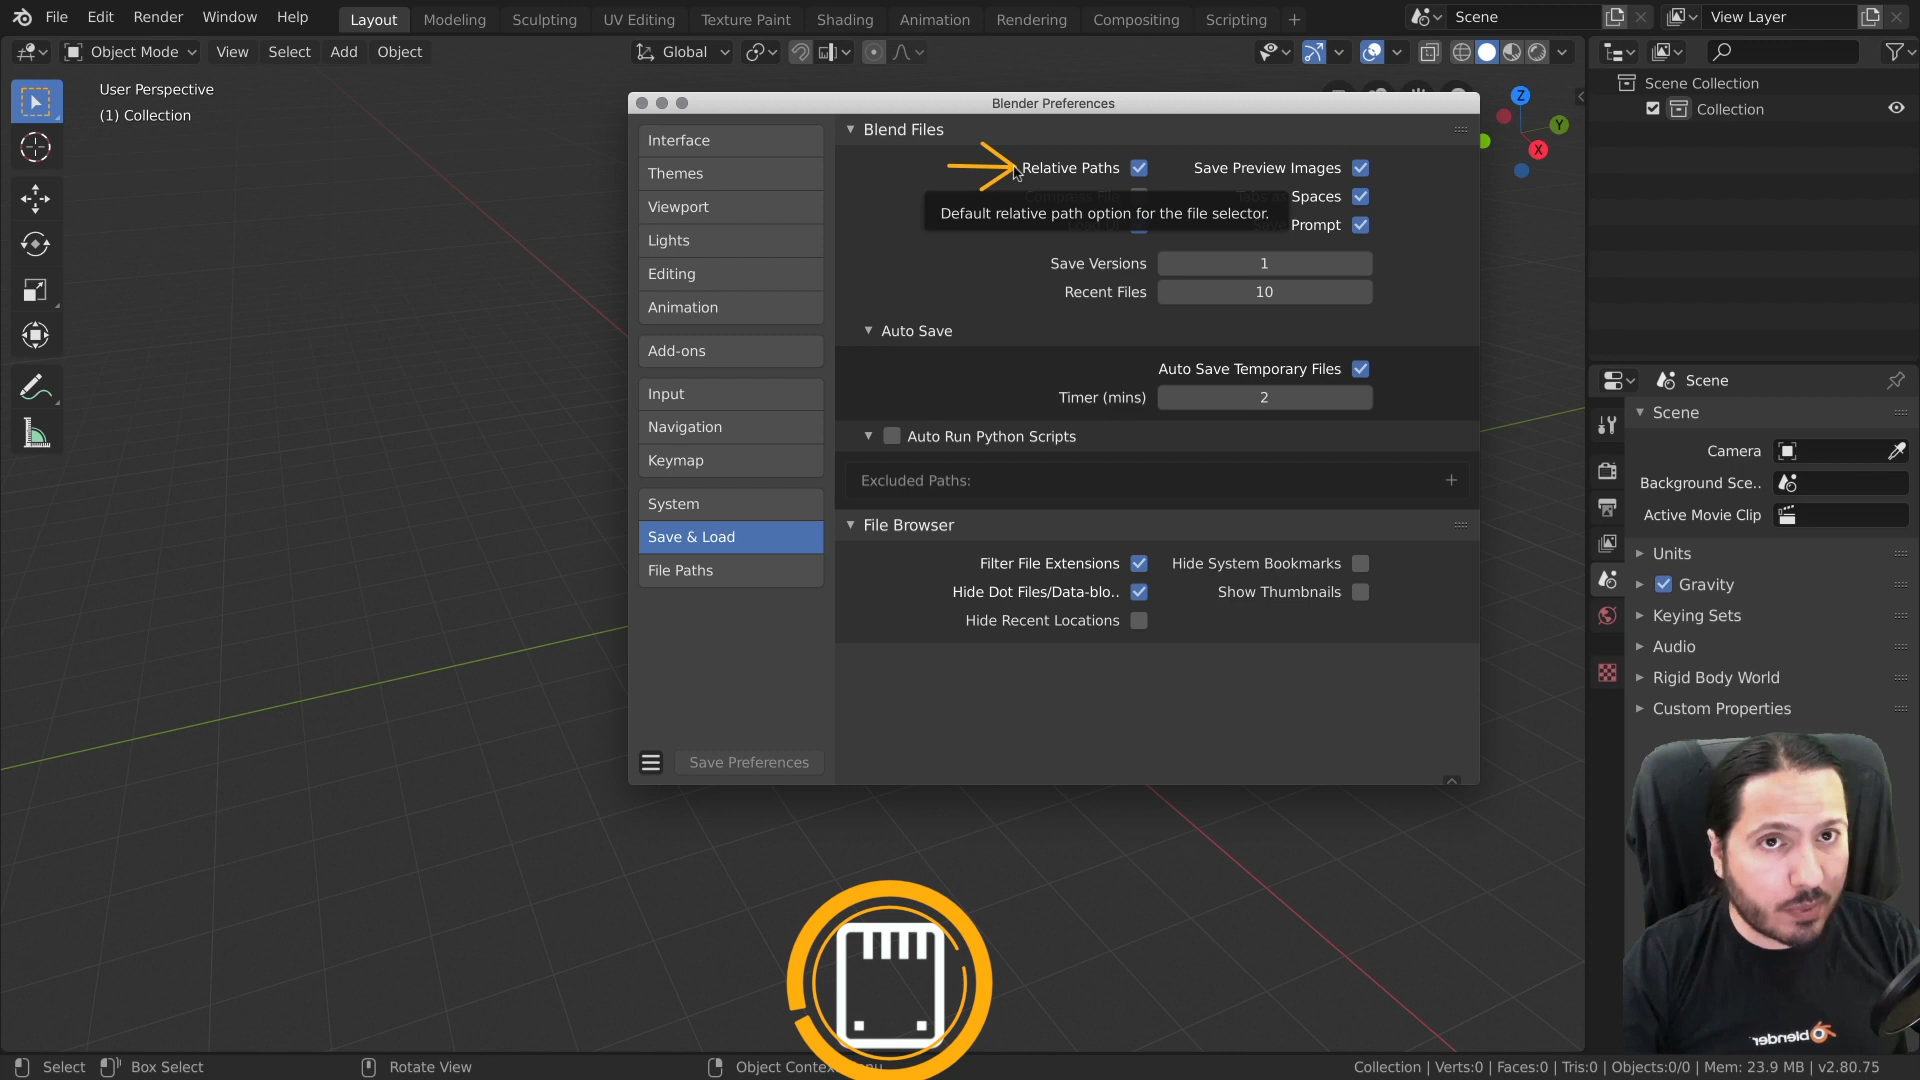 File Edit Render Window Help Layout Modeling Sculpting UV Editing Texture Paint Shading Animation Rendering Compositing Scripting + Scene View Layer
Object Mode View Select Add Object Global
User Perspective
(1) Collection
Z
Y
X
Scene Collection
Collection
Blender Preferences
Interface
Themes
Viewport
Lights
Editing
Animation
Add-ons
Input
Navigation
Keymap
System
Save & Load
File Paths
Save Preferences
Blend Files
Relative Paths Save Preview Images
Compress File Tabs as Spaces
Default relative path option for the file selector.
Prompt
Save Versions 1
Recent Files 10
Auto Save
Auto Save Temporary Files
Timer (mins) 2
Auto Run Python Scripts
Excluded Paths: +
File Browser
Filter File Extensions Hide System Bookmarks
Hide Dot Files/Data-blo.. Show Thumbnails
Hide Recent Locations
Scene
Scene
Camera
Background Sce..
Active Movie Clip
Units
Gravity
Keying Sets
Audio
Rigid Body World
Custom Properties
blender
Select Box Select Rotate View Object Contex Collection | Verts:0 | Faces:0 | Tris:0 | Objects:0/0 | Mem: 23.9 MB | v2.80.75